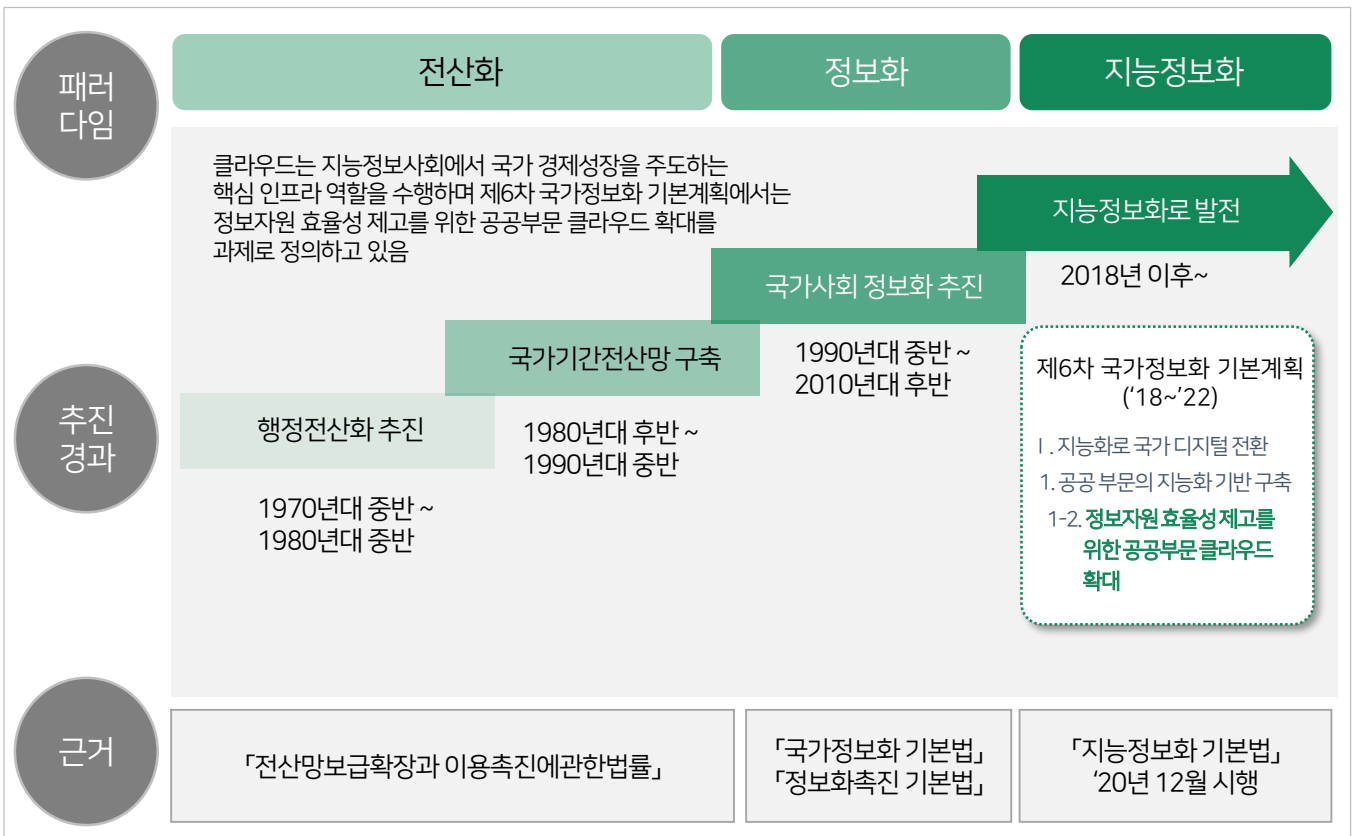 패러
다임
전산화
정보화
지능정보화
클라우드는 지능정보사회에서 국가 경제성장을 주도하는
핵심 인프라 역할을 수행하며 제6차 국가정보화 기본계획에서는
정보자원 효율성 제고를 위한 공공부문 클라우드 확대를
과제로 정의하고 있음
추진
경과
행정전산화 추진
1970년대 중반 ~
1980년대 중반
국가기간전산망 구축
1980년대 후반 ~
1990년대 중반
국가사회 정보화 추진
1990년대 중반 ~
2010년대 후반
지능정보화로 발전
2018년 이후~
제6차 국가정보화 기본계획
(‘18~’22)
Ⅰ. 지능화로 국가 디지털 전환
1. 공공 부문의 지능화 기반 구축
1-2. 정보자원 효율성 제고를
위한 공공부문 클라우드
확대
근거
「전산망보급확장과 이용촉진에관한법률」
「국가정보화 기본법」
「정보화촉진 기본법」
「지능정보화 기본법」
‘20년 12월 시행